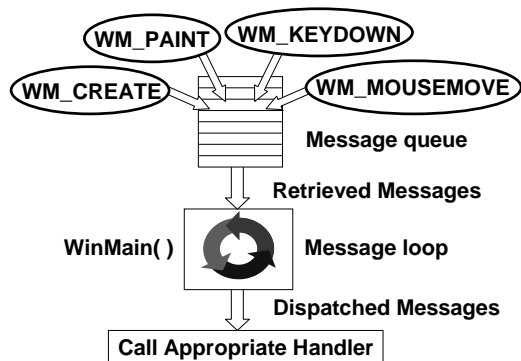 WM_PAINT
WM_KEYDOWN
WM_CREATE
WM_MOUSEMOVE
Message queue
Retrieved Messages
WinMain( )
Message loop
Dispatched Messages
Call Appropriate Handler